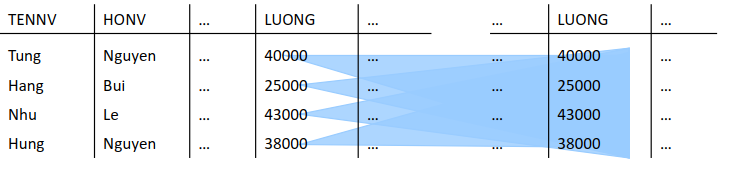 TENNV HONV ... LUONG ... ... LUONG ...
Tung Nguyen ... 40000 ... ... 40000 ...
Hang Bui ... 25000 ... ... 25000 ...
Nhu Le ... 43000 ... ... 43000 ...
Hung Nguyen ... 38000 ... ... 38000 ...